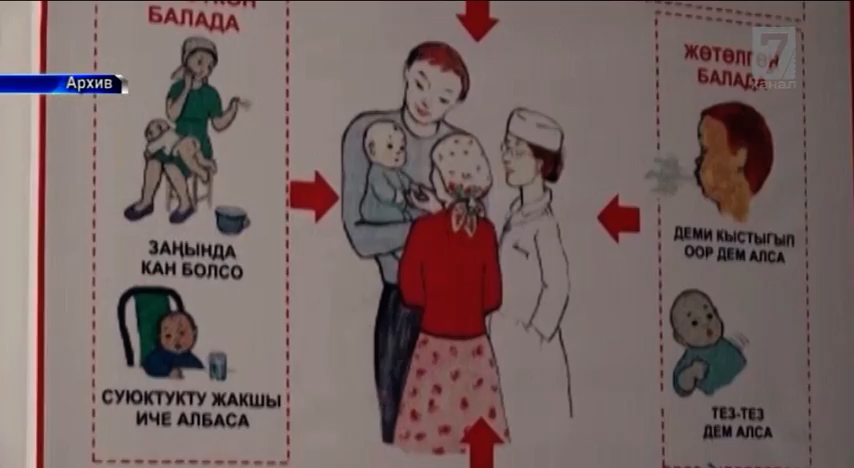 БАЛАДА
ЗАҢЫНДА
КАН БОЛСО
СУЮКТУКТУ ЖАКШЫ
ИЧЕ АЛБАСА
Архив
7
канал
ЖӨТӨЛГӨН
БАЛАДА
ДЕМИ КЫСТЫГЫП
ООР ДЕМ АЛСА
ТЕЗ-ТЕЗ
ДЕМ АЛСА